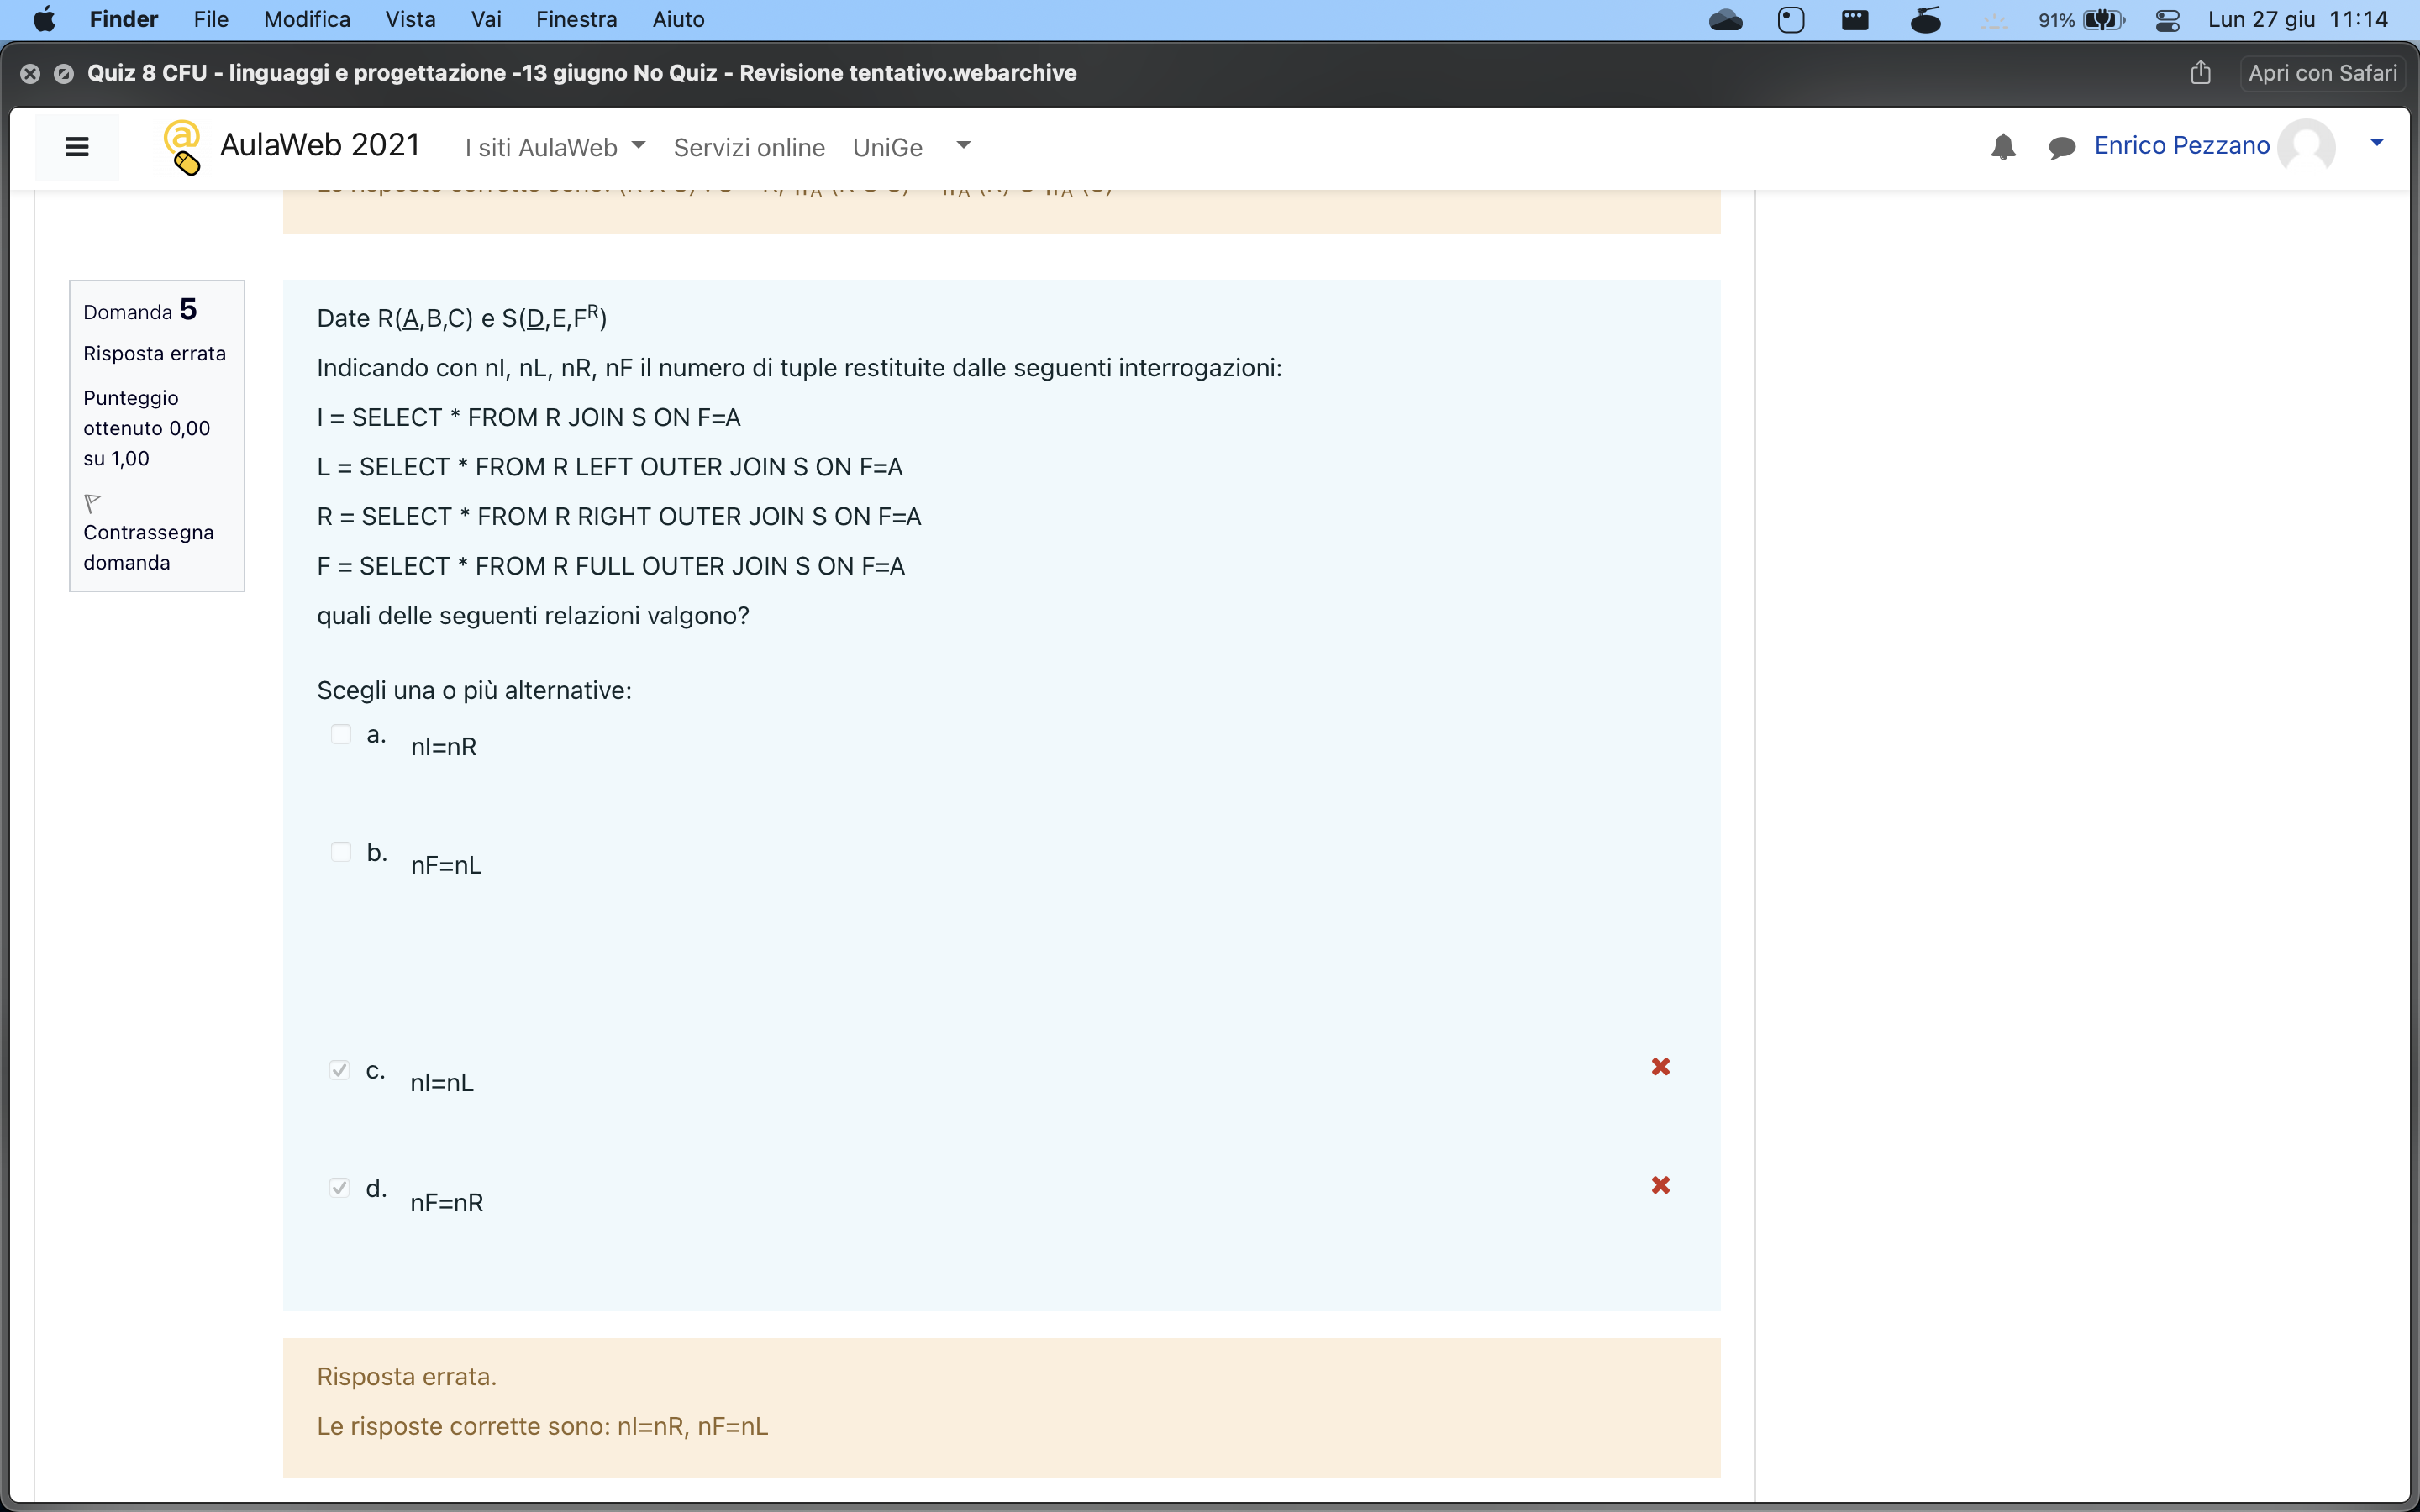 Finder File Modifica Vista Vai Finestra Aiuto 91% Lun 27 giu 11:14
Quiz 8 CFU - linguaggi e progettazione -13 giugno No Quiz - Revisione tentativo.webarchive Apri con Safari
AulaWeb 2021 I siti AulaWeb Servizi online UniGe Enrico Pezzano
Domanda 5
Risposta errata
Punteggio
ottenuto 0,00
su 1,00
Contrassegna
domanda
Date R(A,B,C) e S(D,E,Fᴿ)
Indicando con nI, nL, nR, nF il numero di tuple restituite dalle seguenti interrogazioni:
I = SELECT * FROM R JOIN S ON F=A
L = SELECT * FROM R LEFT OUTER JOIN S ON F=A
R = SELECT * FROM R RIGHT OUTER JOIN S ON F=A
F = SELECT * FROM R FULL OUTER JOIN S ON F=A
quali delle seguenti relazioni valgono?
Scegli una o più alternative:
a. nI=nR
b. nF=nL
c. nI=nL
d. nF=nR
Risposta errata.
Le risposte corrette sono: nI=nR, nF=nL